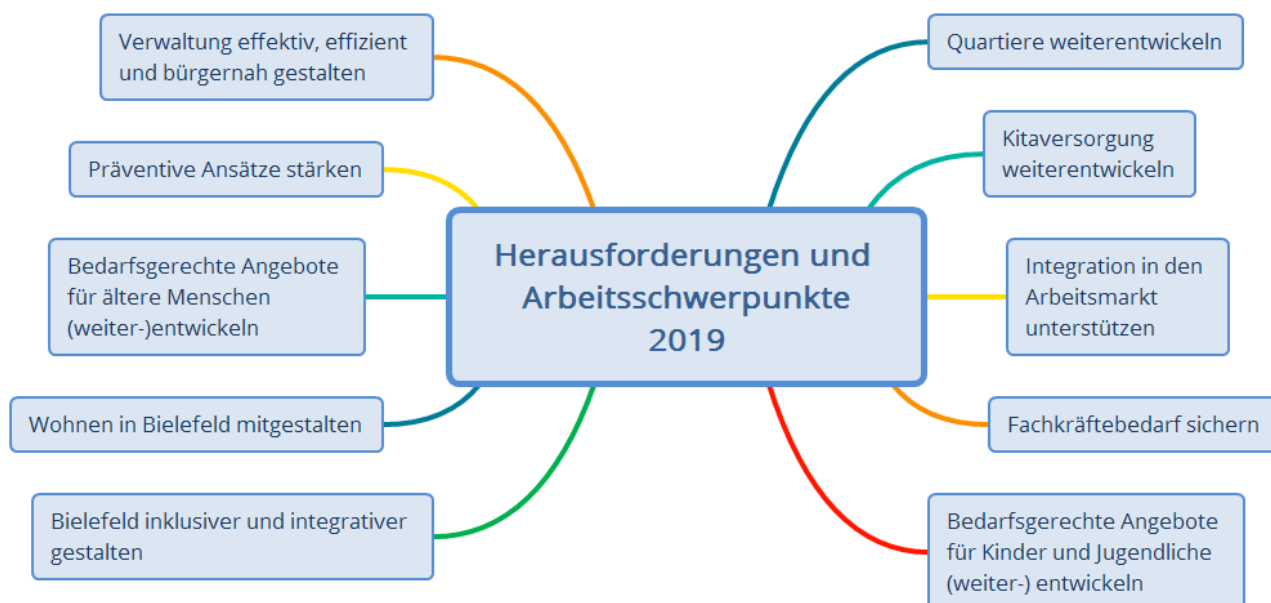 Verwaltung effektiv, effizient
und bürgernah gestalten
Präventive Ansätze stärken
Bedarfsgerechte Angebote
für ältere Menschen
(weiter-)entwickeln
Wohnen in Bielefeld mitgestalten
Bielefeld inklusiver und integrativer
gestalten
Herausforderungen und
Arbeitsschwerpunkte
2019
Quartiere weiterentwickeln
Kitaversorgung
weiterentwickeln
Integration in den
Arbeitsmarkt
unterstützen
Fachkräftebedarf sichern
Bedarfsgerechte Angebote
für Kinder und Jugendliche
(weiter-) entwickeln